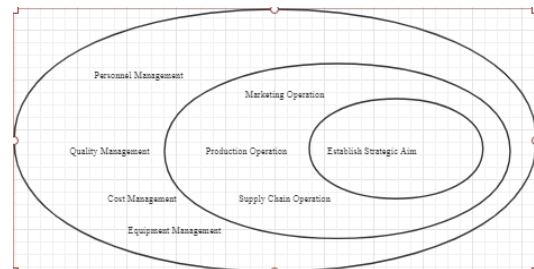 Personnel Management
Marketing Operation
Quality Management
Production Operation
Establish Strategic Aim
Cost Management
Supply Chain Operation
Equipment Management